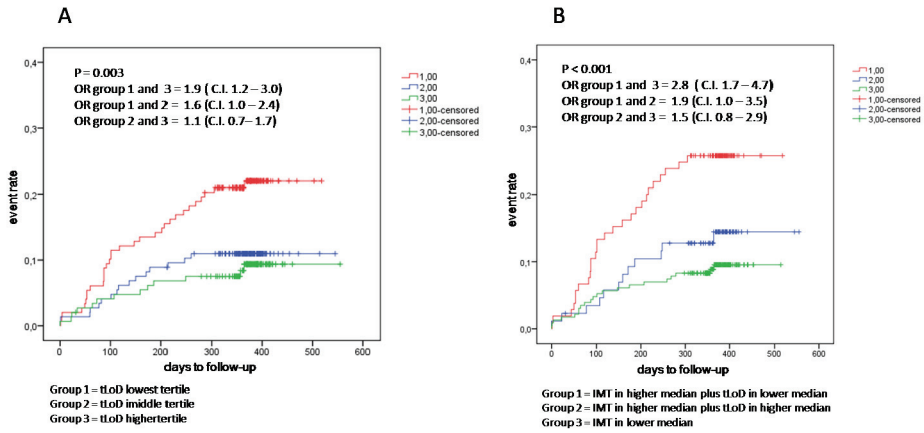 A
0,4
0,3
0,2
0,1
0,0
event rate
P = 0.003
OR group 1 and 3 = 1.9 ( C.I. 1.2 – 3.0)
OR group 1 and 2 = 1.6 (C.I. 1.0 – 2.4)
OR group 2 and 3 = 1.1 (C.I. 0.7 – 1.7)
1,00
2,00
3,00
1,00-censored
2,00-censored
3,00-censored
0 100 200 300 400 500 600
days to follow-up
Group 1 = tLoD lowest tertile
Group 2 = tLoD imiddle tertile
Group 3 = tLoD highertertile
B
0,4
0,3
0,2
0,1
0,0
event rate
P < 0.001
OR group 1 and 3 = 2.8 ( C.I. 1.7 – 4.7)
OR group 1 and 2 = 1.9 (C.I. 1.0 – 3.5)
OR group 2 and 3 = 1.5 (C.I. 0.8 – 2.9)
1,00
2,00
3,00
1,00-censored
2,00-censored
3,00-censored
0 100 200 300 400 500 600
days to follow-up
Group 1 = IMT in higher median plus tLoD in lower median
Group 2 = IMT in higher median plus tLoD in higher median
Group 3 = IMT in lower median